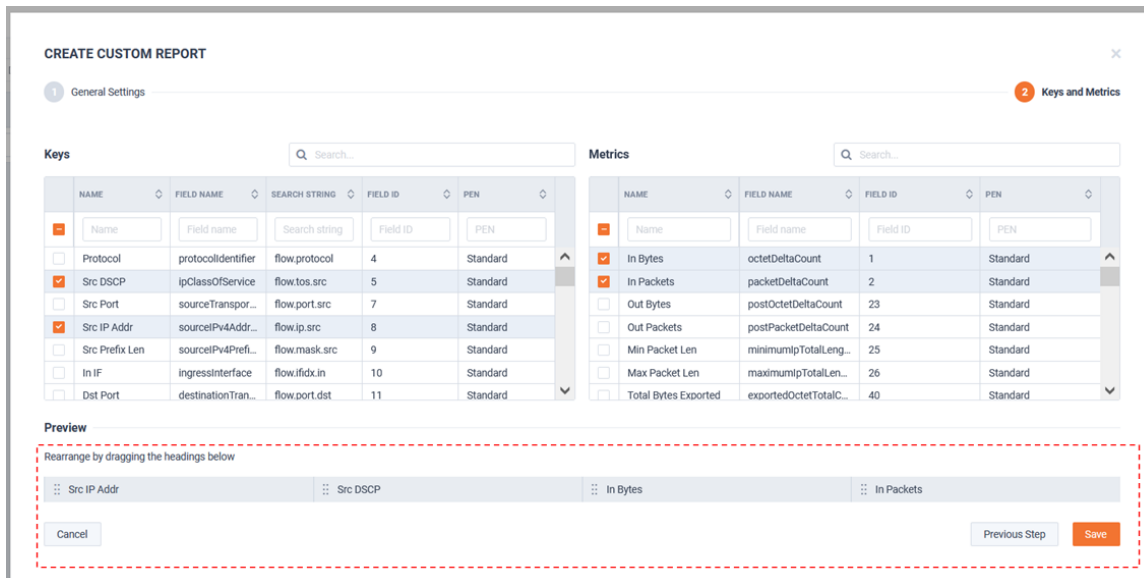 CREATE CUSTOM REPORT
1 General Settings
2 Keys and Metrics
Keys
Search...
NAME FIELD NAME SEARCH STRING FIELD ID PEN
Name Field name Search string Field ID PEN
Protocol protocolIdentifier flow.protocol 4 Standard
Src DSCP ipClassOfService flow.tos.src 5 Standard
Src Port sourceTranspor... flow.port.src 7 Standard
Src IP Addr sourceIPv4Addr... flow.ip.src 8 Standard
Src Prefix Len sourceIPv4Prefi... flow.mask.src 9 Standard
In IF ingressInterface flow.ifidx.in 10 Standard
Dst Port destinationTran... flow.port.dst 11 Standard
Metrics
Search...
NAME FIELD NAME FIELD ID PEN
Name Field name Field ID PEN
In Bytes octetDeltaCount 1 Standard
In Packets packetDeltaCount 2 Standard
Out Bytes postOctetDeltaCount 23 Standard
Out Packets postPacketDeltaCount 24 Standard
Min Packet Len minimumIpTotalLeng... 25 Standard
Max Packet Len maximumIpTotalLen... 26 Standard
Total Bytes Exported exportedOctetTotalC... 40 Standard
Preview
Rearrange by dragging the headings below
Src IP Addr Src DSCP In Bytes In Packets
Cancel Previous Step Save